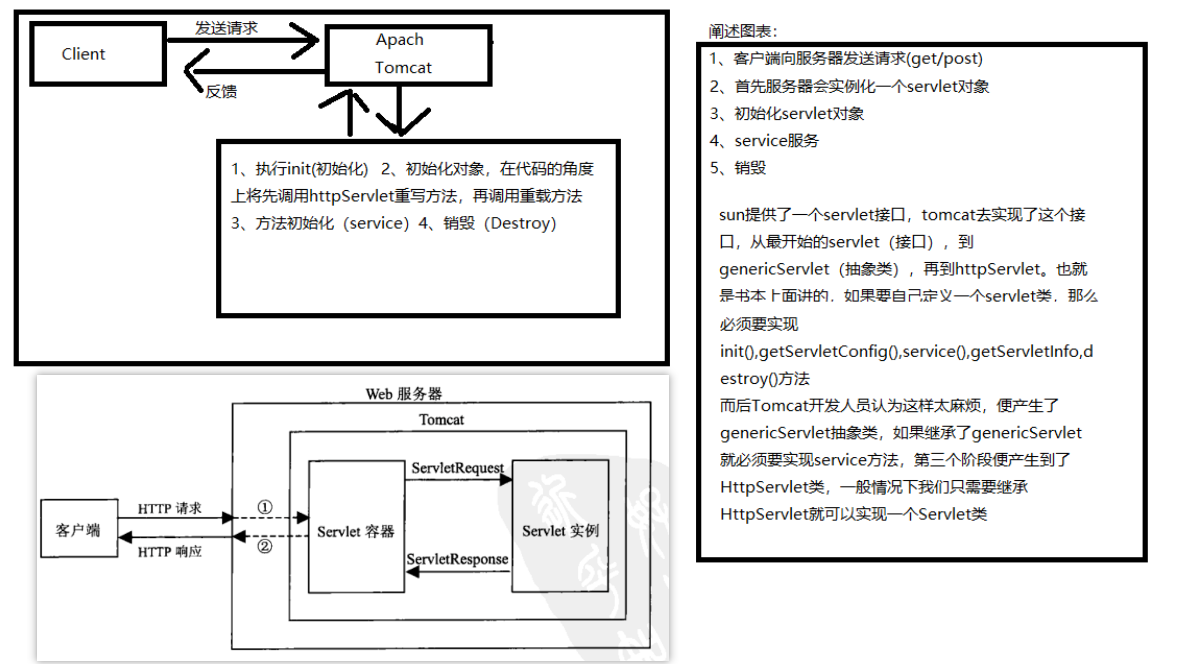 发送请求
Client
Apach
Tomcat
反馈
1、执行init(初始化) 2、初始化对象，在代码的角度
上将先调用httpServlet重写方法，再调用重载方法
3、方法初始化（service）4、销毁（Destroy）
Web 服务器
Tomcat
ServletRequest
HTTP 请求
①
客户端
Servlet 容器
Servlet 实例
HTTP 响应
②
ServletResponse
阐述图表：
1、客户端向服务器发送请求(get/post)
2、首先服务器会实例化一个servlet对象
3、初始化servlet对象
4、service服务
5、销毁
sun提供了一个servlet接口，tomcat去实现了这个接
口，从最开始的servlet（接口），到
genericServlet（抽象类），再到httpServlet。也就
是书本上面讲的，如果要自己定义一个servlet类，那么
必须要实现
init(),getServletConfig(),service(),getServletInfo,d
estroy()方法
而后Tomcat开发人员认为这样太麻烦，便产生了
genericServlet抽象类，如果继承了genericServlet
就必须要实现service方法，第三个阶段便产生到了
HttpServlet类，一般情况下我们只需要继承
HttpServlet就可以实现一个Servlet类